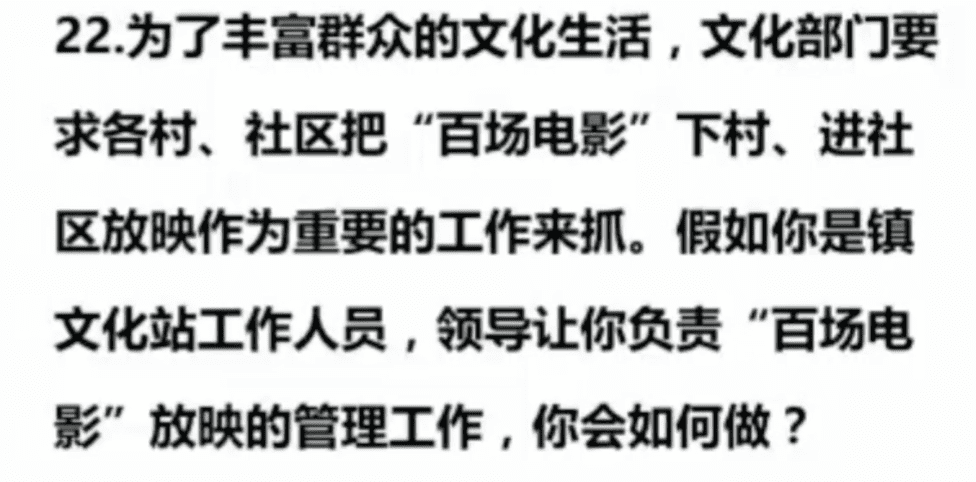 22.为了丰富群众的文化生活，文化部门要
求各村、社区把“百场电影”下村、进社
区放映作为重要的工作来抓。假如你是镇
文化站工作人员，领导让你负责“百场电
影”放映的管理工作，你会如何做？